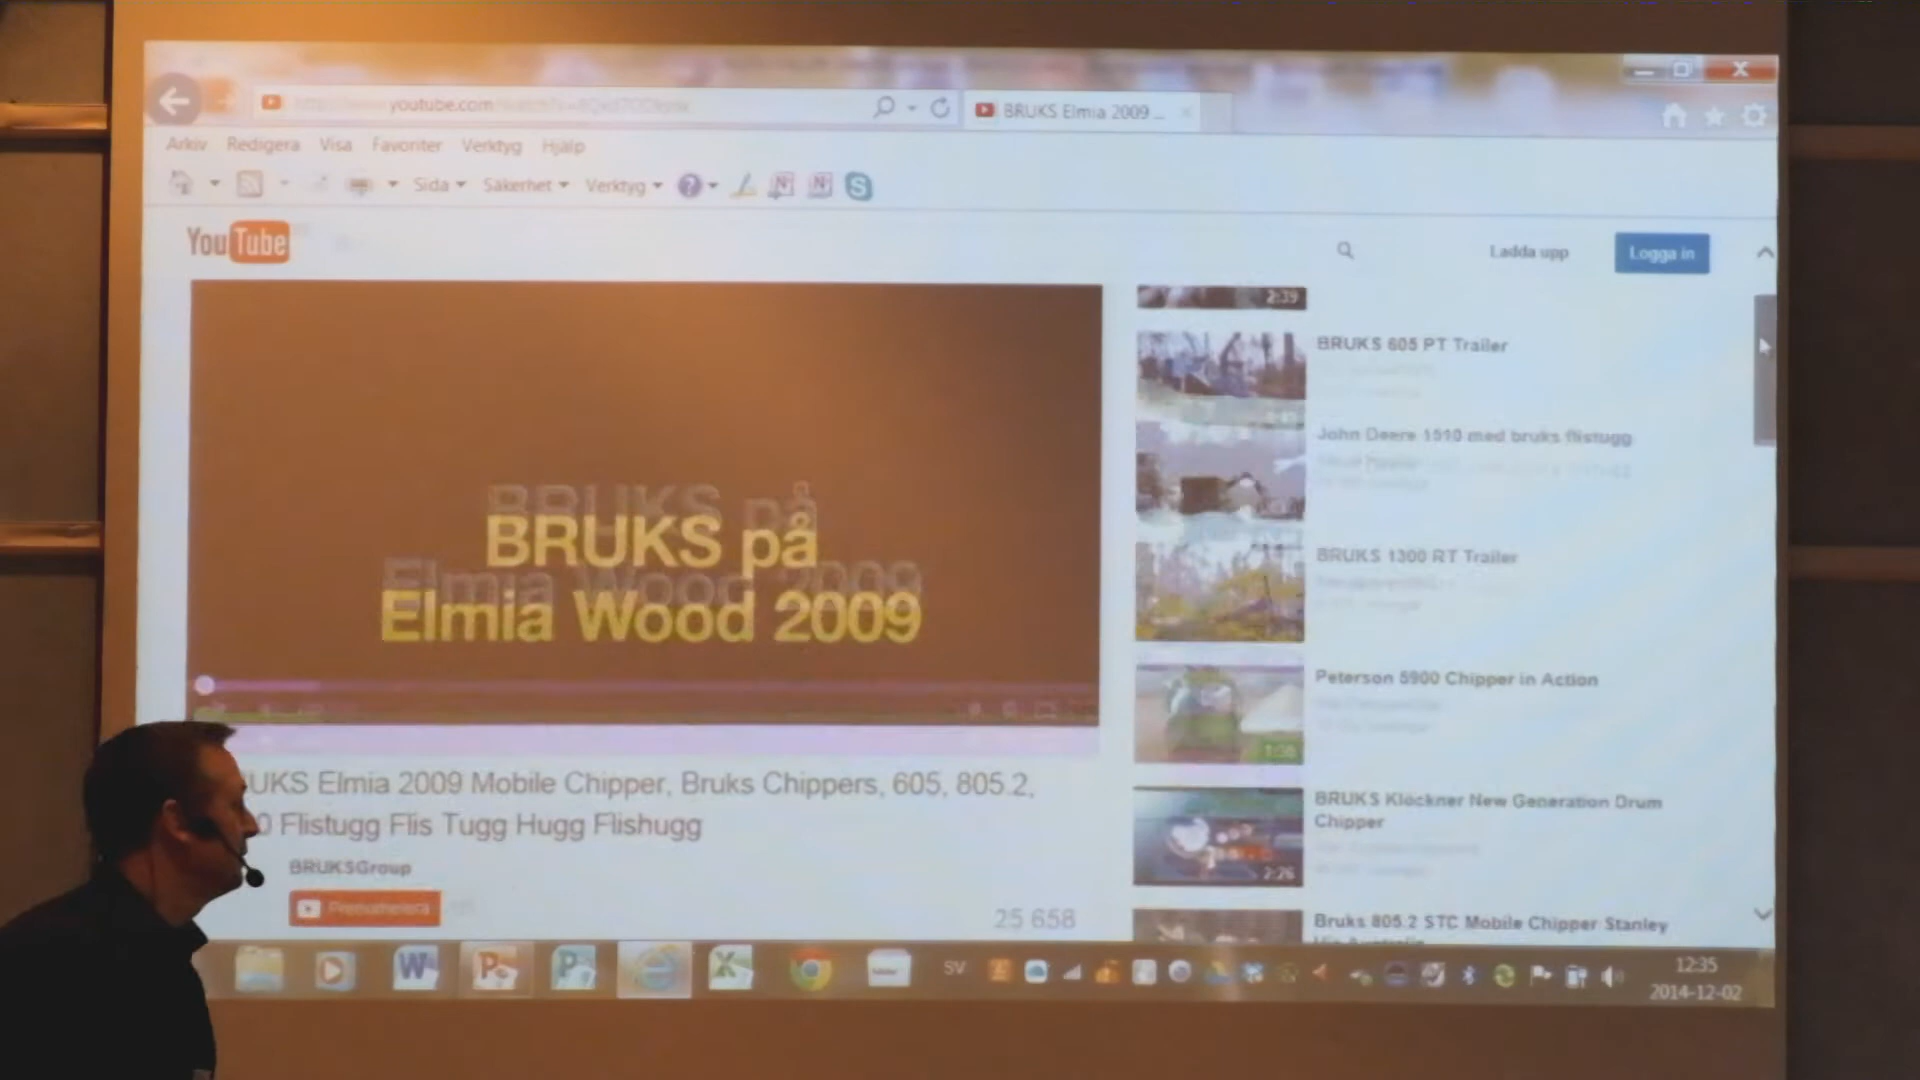 youtube.com
BRUKS Elmia 2009 ...
Arkiv Redigera Visa Favoriter Verktyg Hjälp
Sida Säkerhet Verktyg
YouTube
Ladda upp
Logga in
2:39
BRUKS på
Elmia Wood 2009
BRUKS 605 PT Trailer
John Deere 1510 med bruks flistugg
BRUKS 1300 RT Trailer
Peterson 5900 Chipper in Action
BRUKS Klöckner New Generation Drum
Chipper
2:26
Bruks 805.2 STC Mobile Chipper Stanley
UKS Elmia 2009 Mobile Chipper, Bruks Chippers, 605, 805.2,
0 Flistugg Flis Tugg Hugg Flishugg
BRUKSGroup
Prenumerera
25 658
SV
12:35
2014-12-02